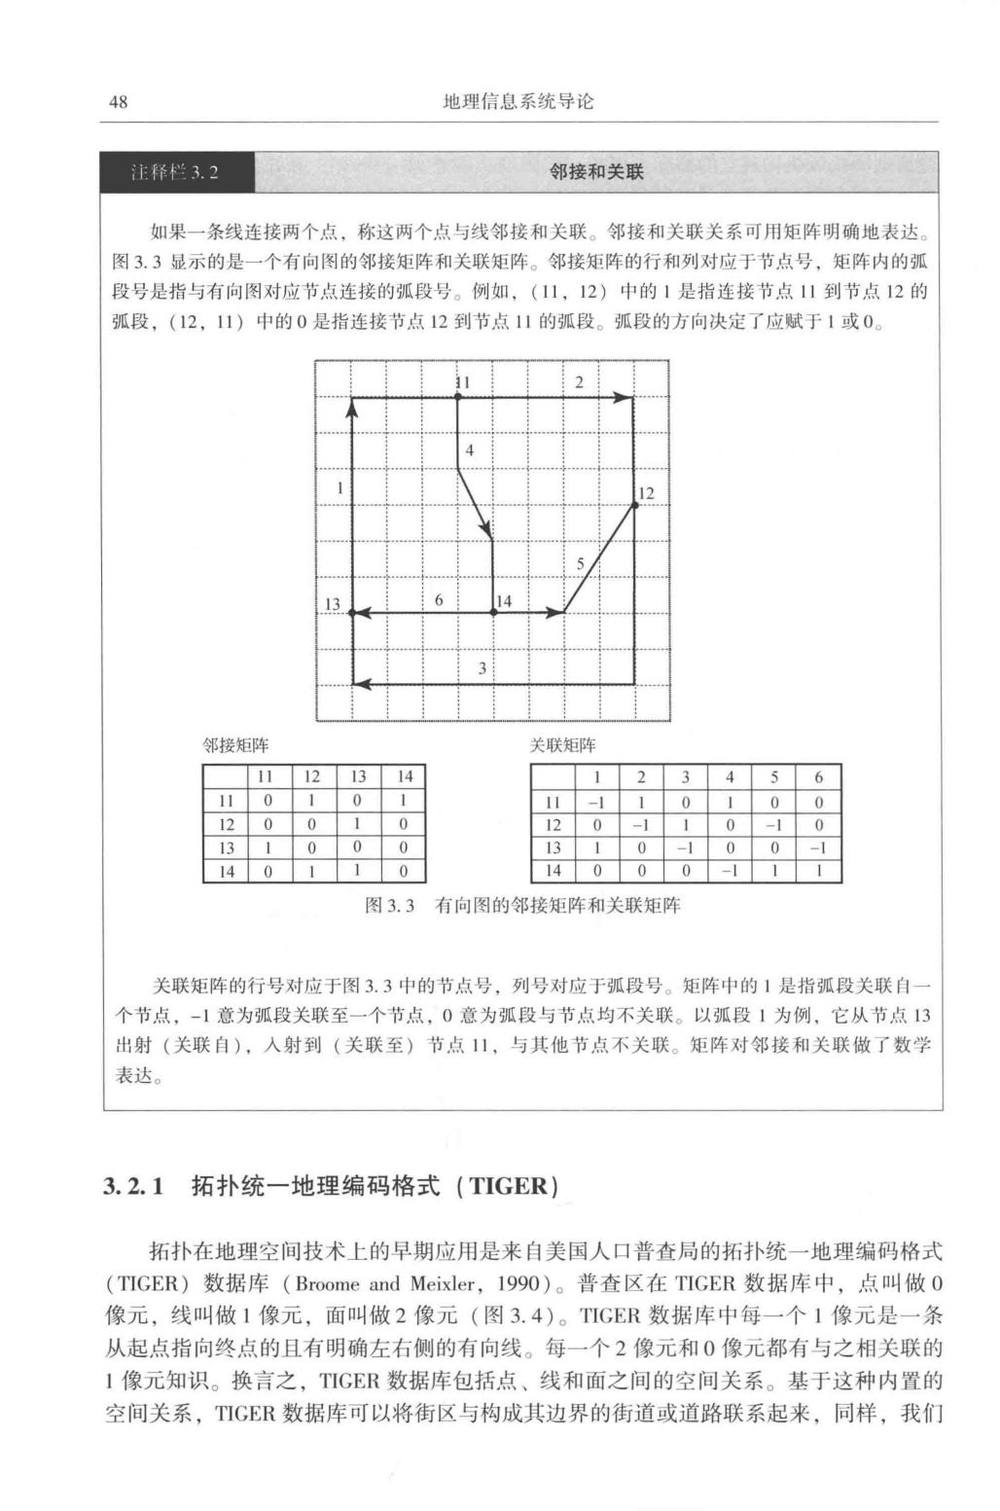 48
地理信息系统导论
注释栏 3.2
邻接和关联
如果一条线连接两个点，称这两个点与线邻接和关联。邻接和关联关系可用矩阵明确地表达。
图 3.3 显示的是一个有向图的邻接矩阵和关联矩阵。邻接矩阵的行和列对应于节点号，矩阵内的弧
段号是指与有向图对应节点连接的弧段号。例如，(11，12) 中的 1 是指连接节点 11 到节点 12 的
弧段，(12，11) 中的 0 是指连接节点 12 到节点 11 的弧段。弧段的方向决定了应赋于 1 或 0。
11
2
4
1
12
5
13
6
14
3
邻接矩阵
11 12 13 14
11 0 1 0 1
12 0 0 1 0
13 1 0 0 0
14 0 1 1 0
关联矩阵
1 2 3 4 5 6
11 -1 1 0 1 0 0
12 0 -1 1 0 -1 0
13 1 0 -1 0 0 -1
14 0 0 0 -1 1 1
图 3.3 有向图的邻接矩阵和关联矩阵
关联矩阵的行号对应于图 3.3 中的节点号，列号对应于弧段号。矩阵中的 1 是指弧段关联自一
个节点，-1 意为弧段关联至一个节点，0 意为弧段与节点均不关联。以弧段 1 为例，它从节点 13
出射（关联自），入射到（关联至）节点 11，与其他节点不关联。矩阵对邻接和关联做了数学
表达。
3.2.1 拓扑统一地理编码格式（TIGER）
拓扑在地理空间技术上的早期应用是来自美国人口普查局的拓扑统一地理编码格式
（TIGER）数据库（Broome and Meixler，1990）。普查区在 TIGER 数据库中，点叫做 0
像元，线叫做 1 像元，面叫做 2 像元（图 3.4）。TIGER 数据库中每一个 1 像元是一条
从起点指向终点的且有明确左右侧的有向线。每一个 2 像元和 0 像元都有与之相关联的
1 像元知识。换言之，TIGER 数据库包括点、线和面之间的空间关系。基于这种内置的
空间关系，TIGER 数据库可以将街区与构成其边界的街道或道路联系起来，同样，我们